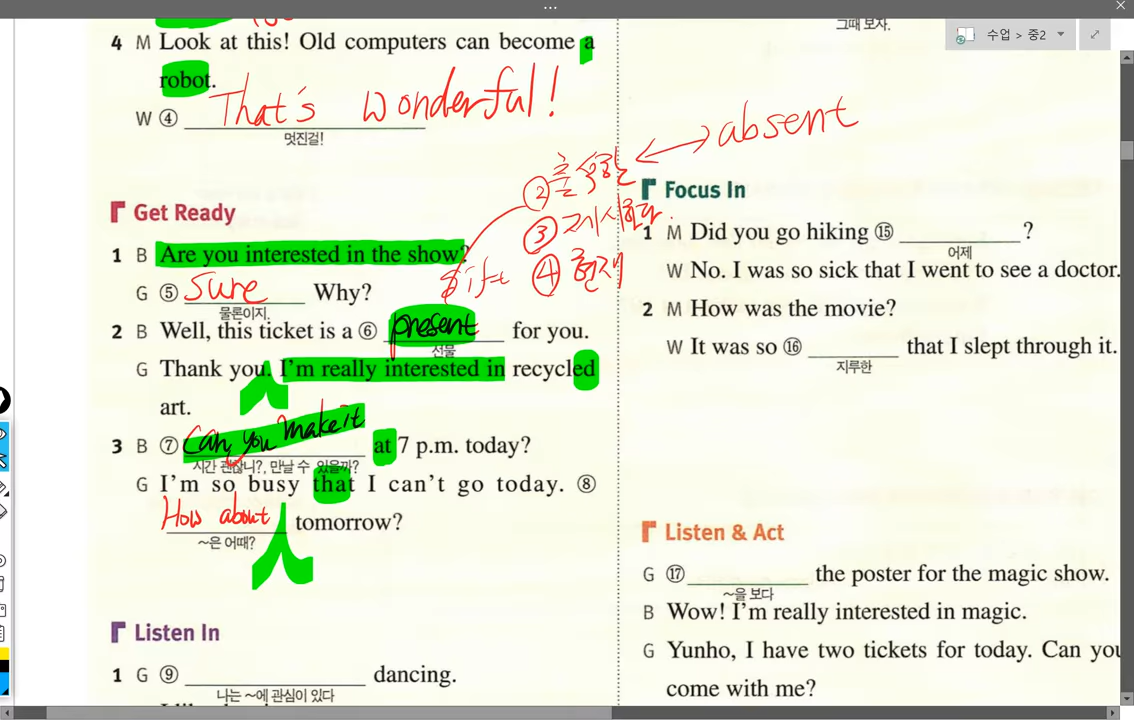 수업 > 중2
그때 보자.
4 M Look at this! Old computers can become a
robot.
W ④ That's wonderful!
멋진걸!
absent
② 출석한
③ 제시하다.
gift ④ 현재
Get Ready
1 B Are you interested in the show?
G ⑤ Sure Why?
물론이지.
2 B Well, this ticket is a ⑥ present for you.
선물
G Thank you. I'm really interested in recycled
art.
3 B ⑦ Can you make it at 7 p.m. today?
시간 괜찮니?, 만날 수 있을까?
G I'm so busy that I can't go today. ⑧
How about tomorrow?
~은 어때?
Listen In
1 G ⑨ dancing.
나는 ~에 관심이 있다
Focus In
1 M Did you go hiking ⑮ ?
어제
W No. I was so sick that I went to see a doctor.
2 M How was the movie?
W It was so ⑯ that I slept through it.
지루한
Listen & Act
G ⑰ the poster for the magic show.
~을 보다
B Wow! I'm really interested in magic.
G Yunho, I have two tickets for today. Can you
come with me?